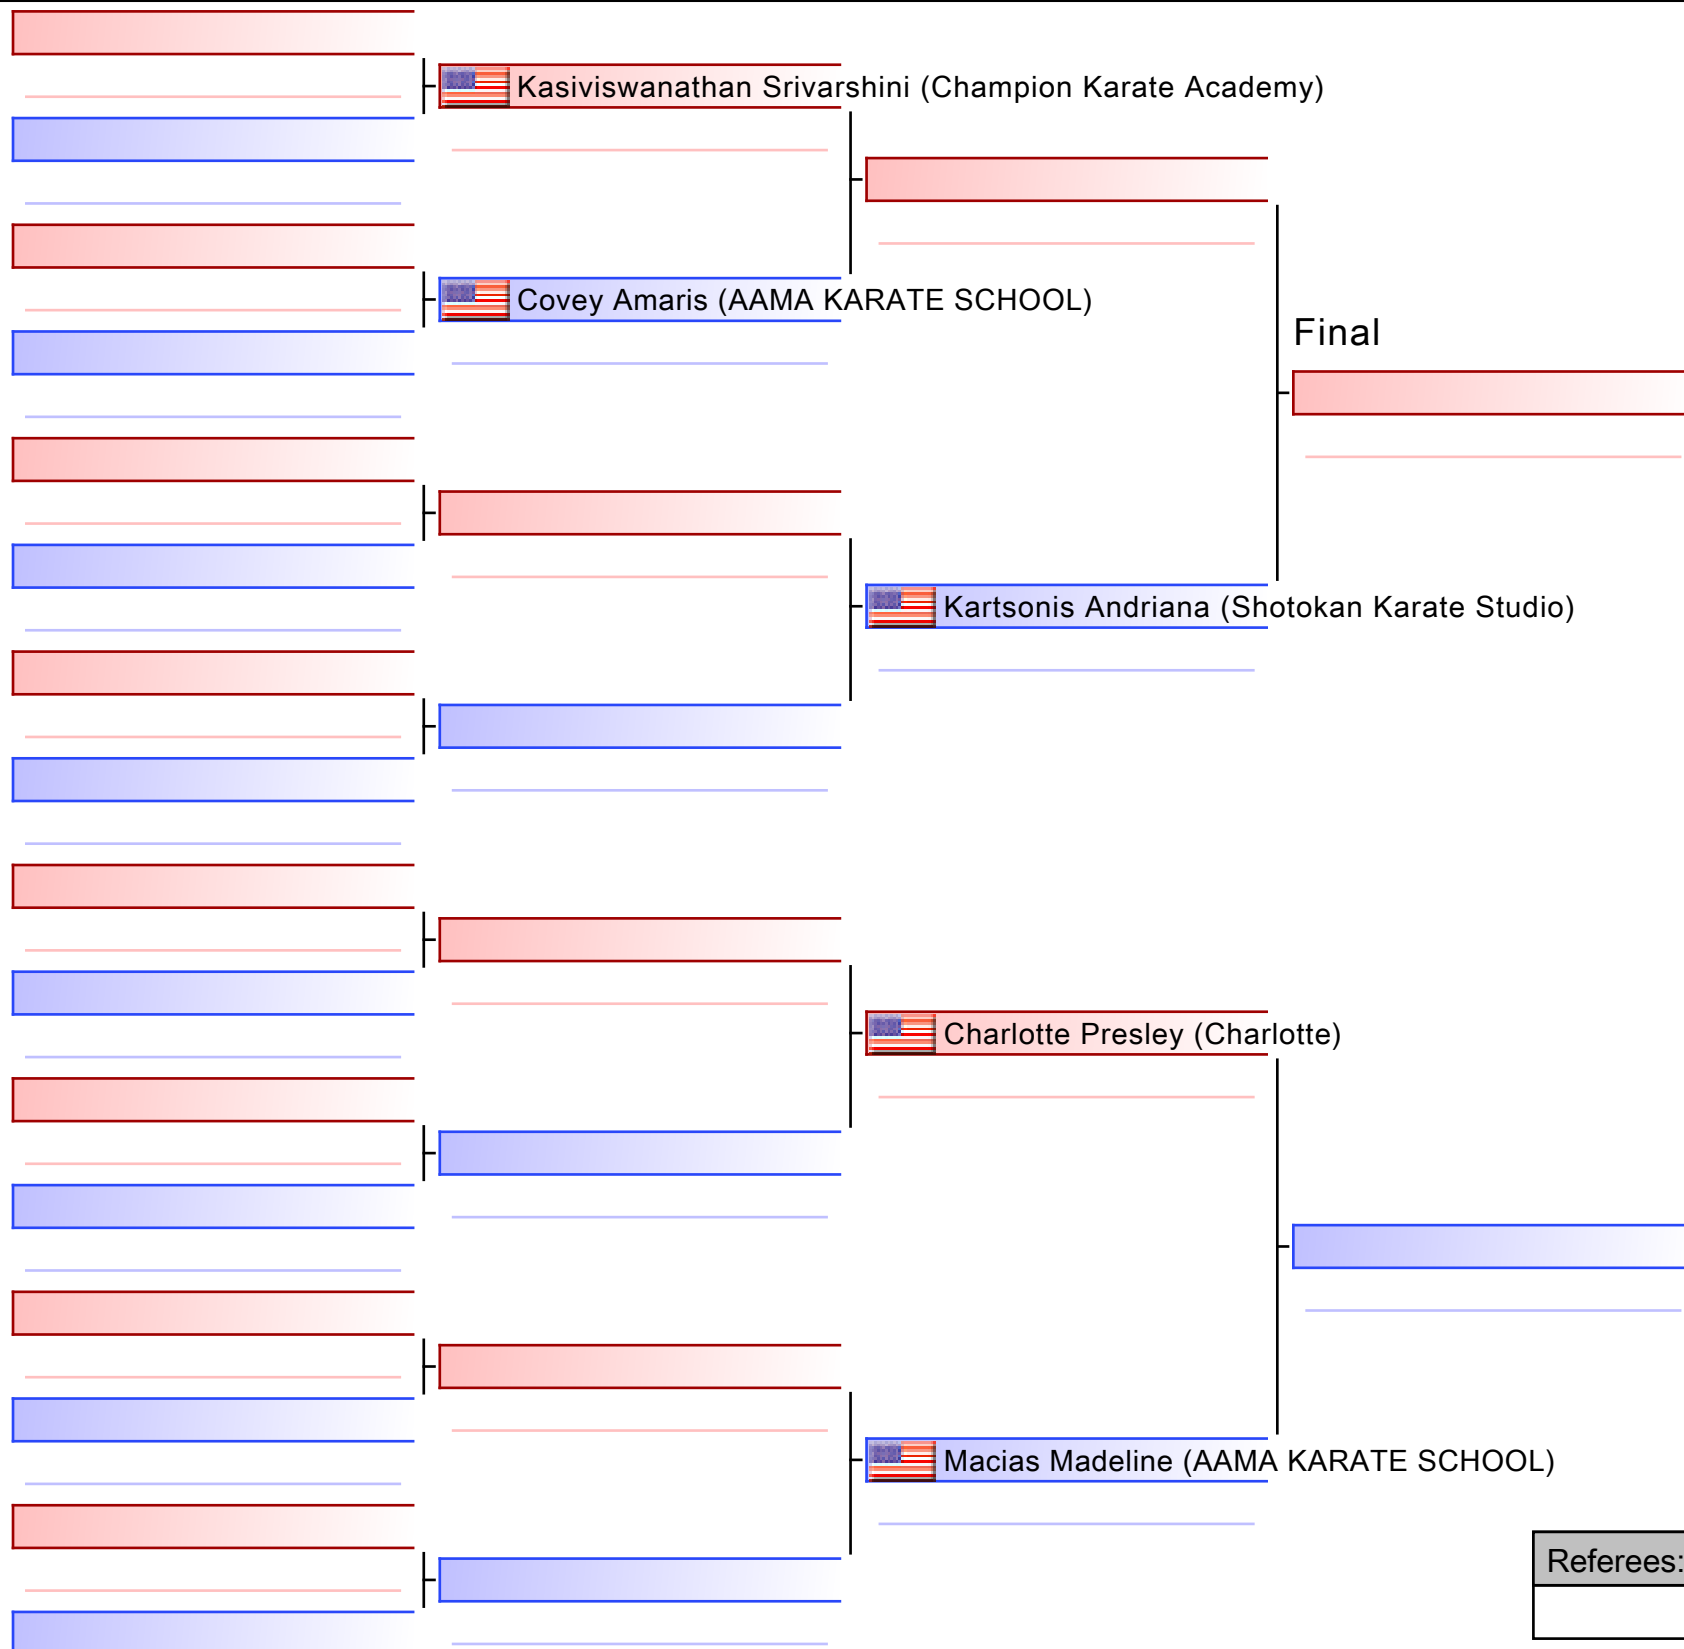 Kasiviswanathan Srivarshini (Champion Karate Academy)
Covey Amaris (AAMA KARATE SCHOOL)
Final
Kartsonis Andriana (Shotokan Karate Studio)
Charlotte Presley (Charlotte)
Macias Madeline (AAMA KARATE SCHOOL)
Referees: